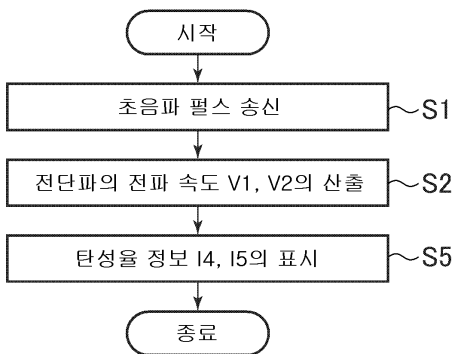 시작
초음파 펄스 송신
S1
전단파의 전파 속도 V1, V2의 산출
S2
탄성율 정보 I4, I5의 표시
S5
종료